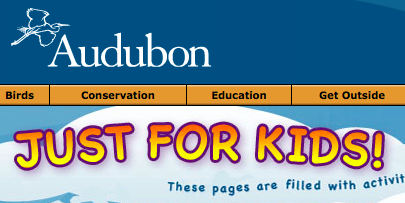 Audubon
Birds Conservation Education Get Outside
JUST FOR KIDS!
These pages are filled with activit